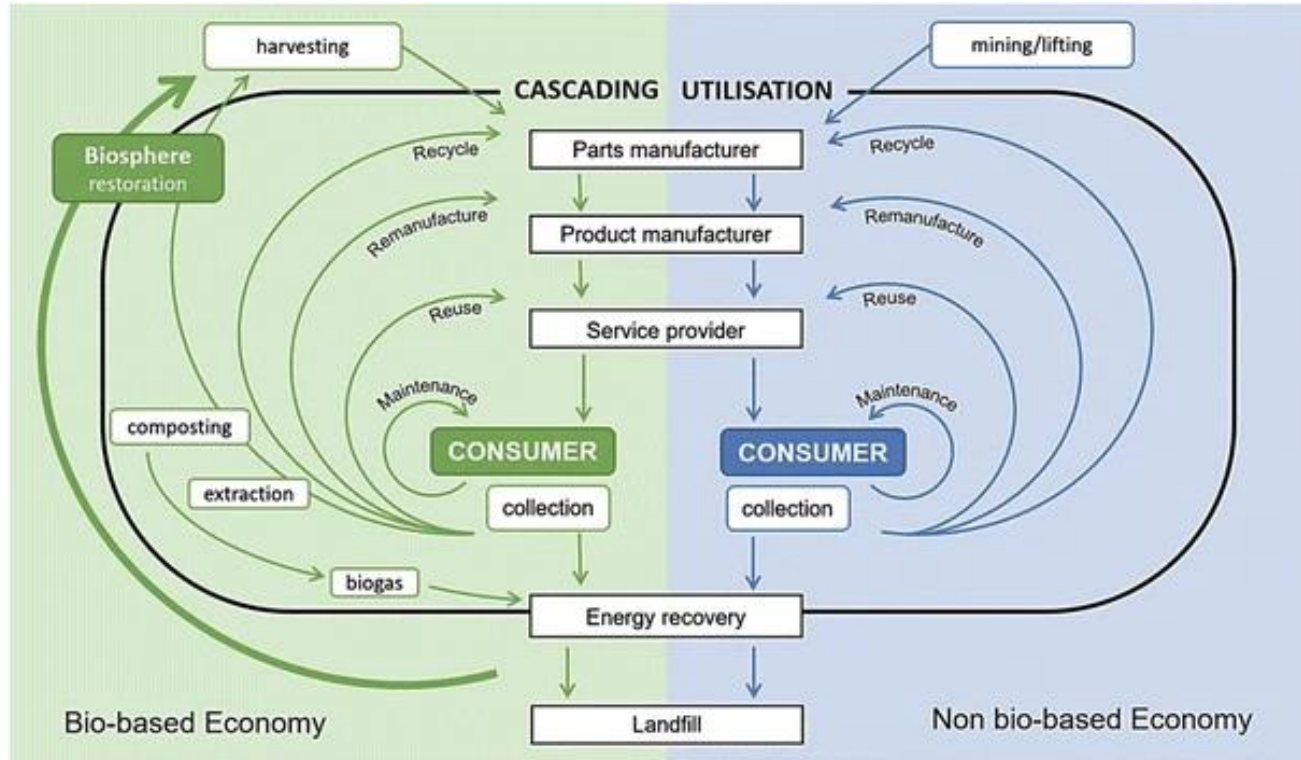 harvesting
mining/lifting
CASCADING UTILISATION
Biosphere
restoration
Recycle
Parts manufacturer
Recycle
Remanufacture
Product manufacturer
Remanufacture
Reuse
Service provider
Reuse
Maintenance
Maintenance
composting
CONSUMER
CONSUMER
extraction
collection
collection
biogas
Energy recovery
Bio-based Economy
Landfill
Non bio-based Economy